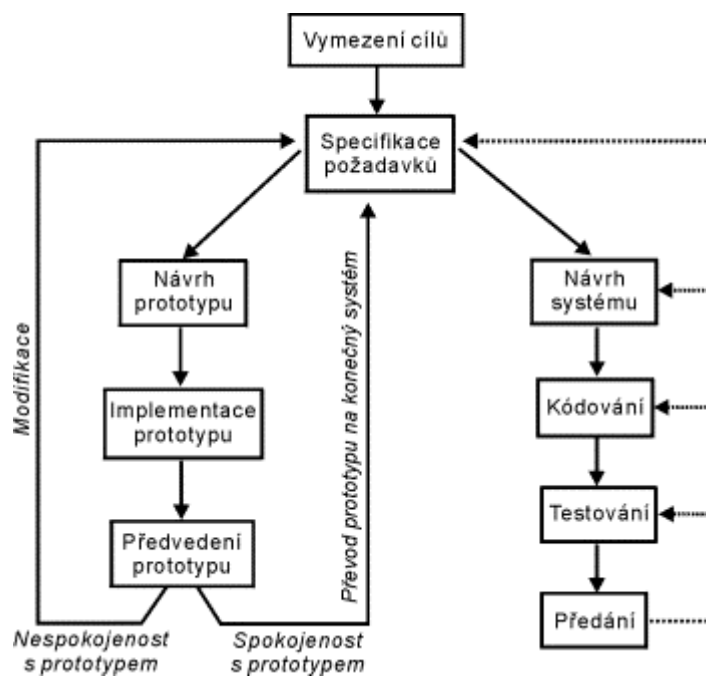 Vymezení cílů
Specifikace
požadavků
Návrh
prototypu
Implementace
prototypu
Předvedení
prototypu
Modifikace
Nespokojenost
s prototypem
Spokojenost
s prototypem
Převod prototypu na konečný systém
Návrh
systému
Kódování
Testování
Předání